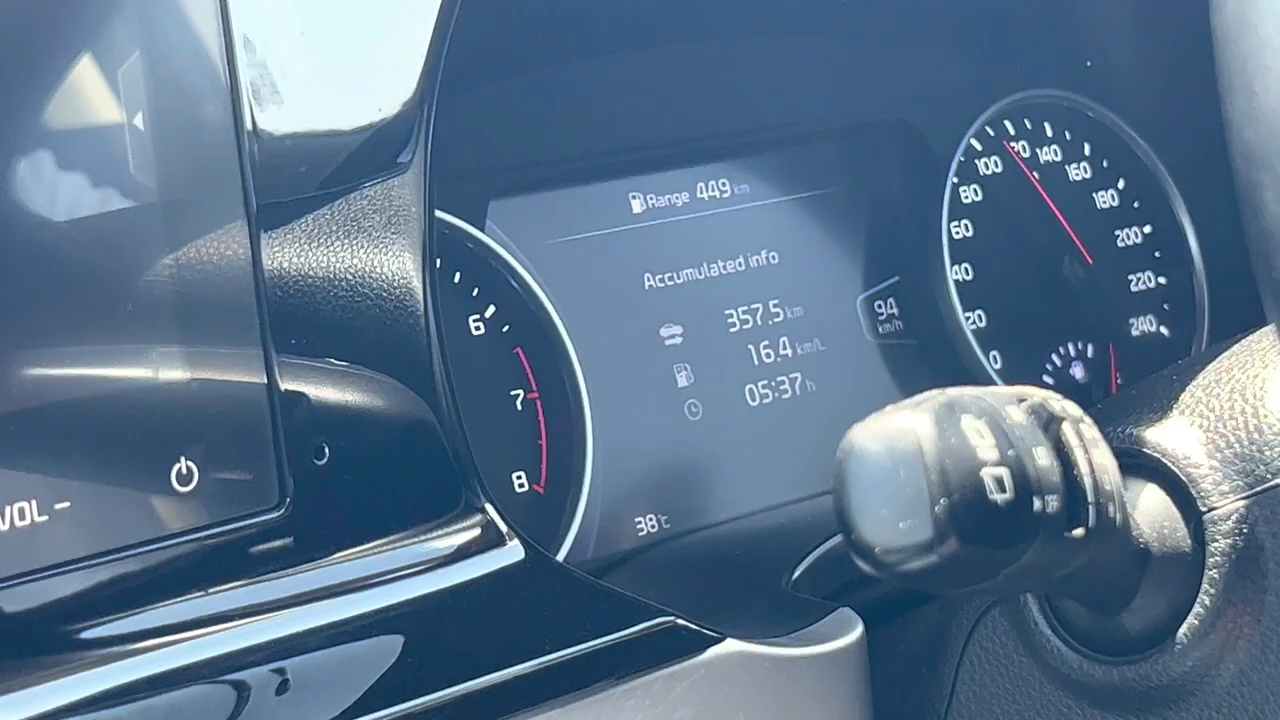 Range 449 km
Accumulated info
357.5 km
16.4 km/L
05:37 h
38℃
94
km/h
6
7
8
0
20
40
60
80
100
140
160
180
200
220
240
VOL -
OFF